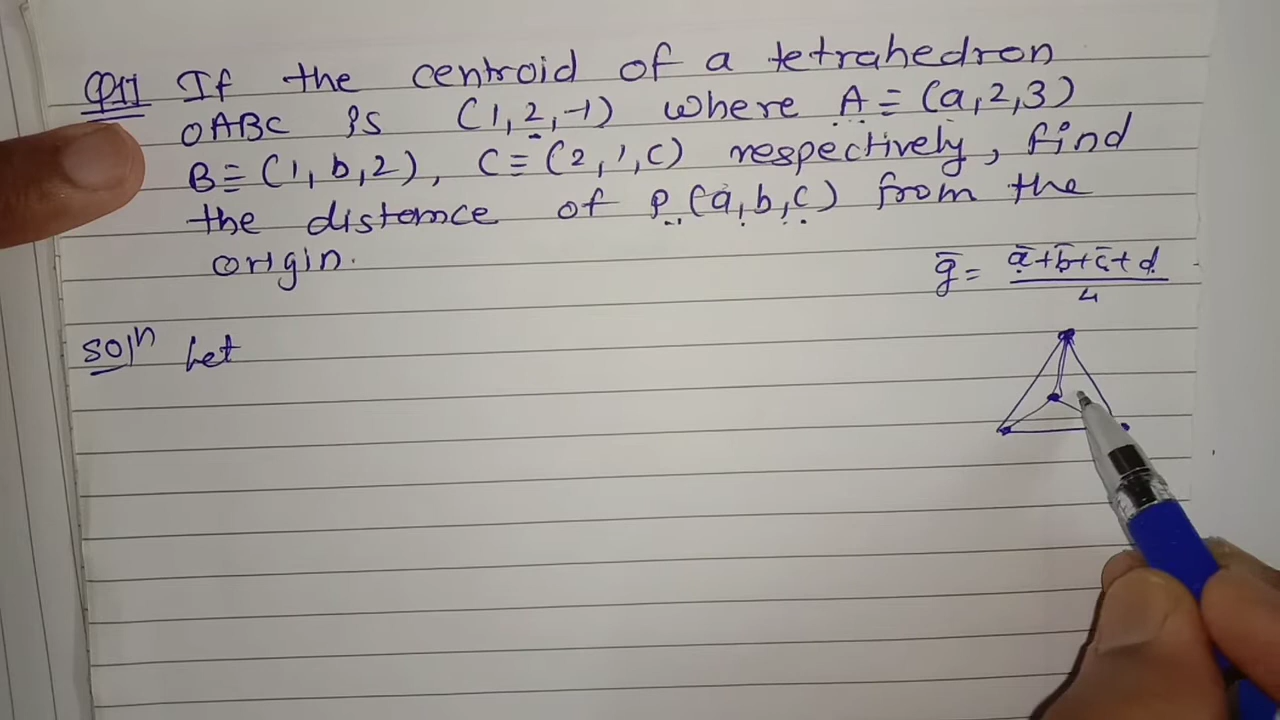 Q11 If the centroid of a tetrahedron
OABC is (1, 2, -1) where A ≡ (a, 2, 3)
B ≡ (1, b, 2), C ≡ (2, 1, c) respectively, find
the distance of P (a, b, c) from the
origin.
ḡ = (ā + b̄ + c̄ + d) / 4
Solⁿ Let